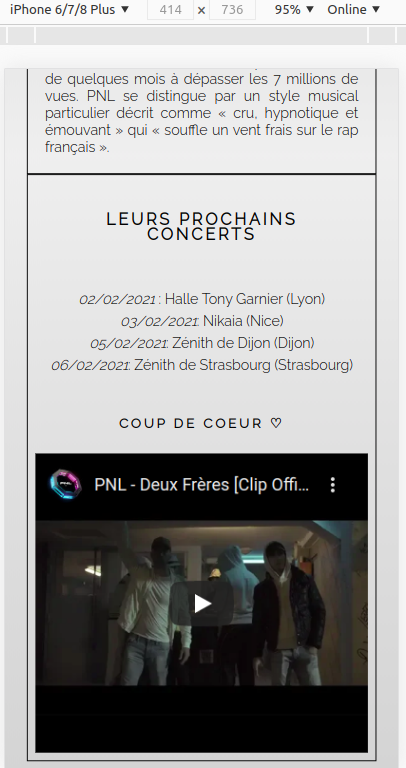 iPhone 6/7/8 Plus ▼ 414 x 736 95% ▼ Online ▼
de quelques mois à dépasser les 7 millions de
vues. PNL se distingue par un style musical
particulier décrit comme « cru, hypnotique et
émouvant » qui « souffle un vent frais sur le rap
français ».
LEURS PROCHAINS
CONCERTS
02/02/2021 : Halle Tony Garnier (Lyon)
03/02/2021: Nikaia (Nice)
05/02/2021: Zénith de Dijon (Dijon)
06/02/2021: Zénith de Strasbourg (Strasbourg)
COUP DE COEUR ♡
PNL - Deux Frères [Clip Offi...